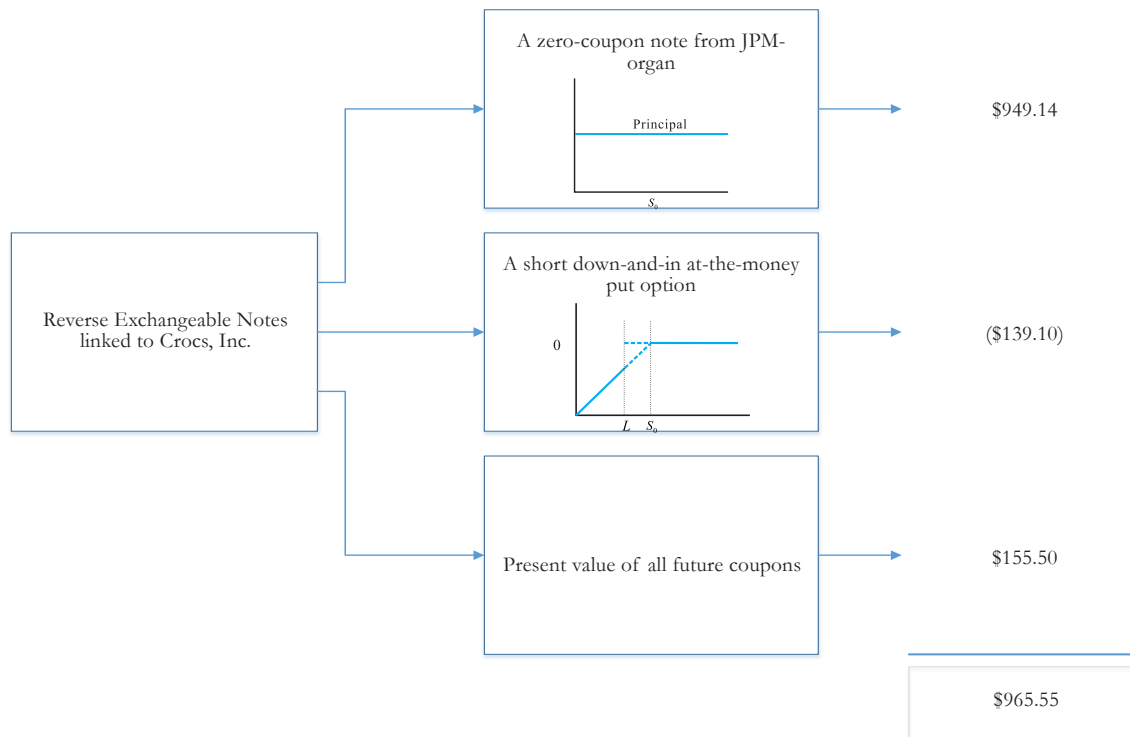 A zero-coupon note from JPM-
organ
Principal
S₀
$949.14
Reverse Exchangeable Notes
linked to Crocs, Inc.
A short down-and-in at-the-money
put option
0
L S₀
($139.10)
Present value of all future coupons
$155.50
$965.55